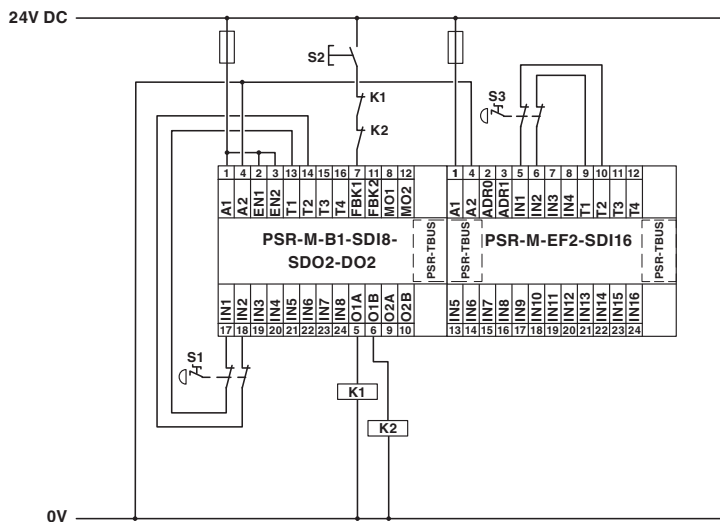 24V DC
S2
K1
K2
S3
1 4 2 3 13 14 15 16 7 11 8 12
A1 A2 EN1 EN2 T1 T2 T3 T4 FBK1 FBK2 MO1 MO2
1 4 2 3 5 6 7 8 9 10 11 12
A1 A2 ADR0 ADR1 IN1 IN2 IN3 IN4 T1 T2 T3 T4
PSR-M-B1-SDI8-
SDO2-DO2
PSR-TBUS
PSR-TBUS
PSR-M-EF2-SDI16
PSR-TBUS
IN1 IN2 IN3 IN4 IN5 IN6 IN7 IN8 O1A O1B O2A O2B
17 18 19 20 21 22 23 24 5 6 9 10
IN5 IN6 IN7 IN8 IN9 IN10 IN11 IN12 IN13 IN14 IN15 IN16
13 14 15 16 17 18 19 20 21 22 23 24
S1
K1
K2
0V